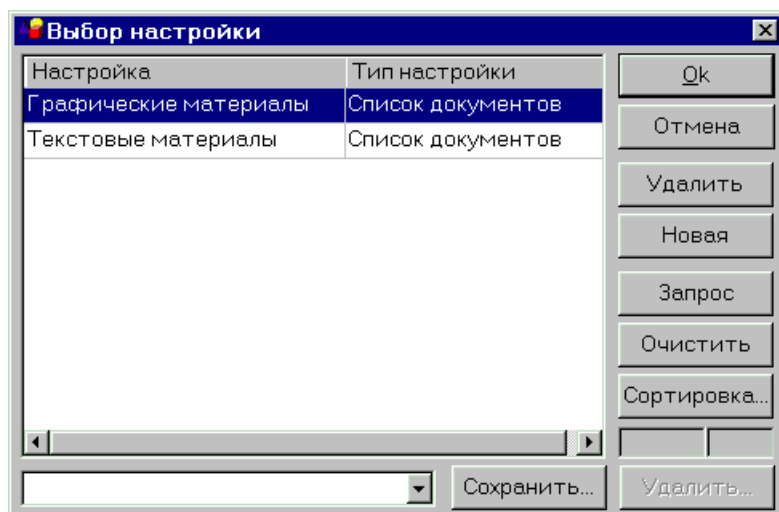 Выбор настройки
Настройка Тип настройки
Графические материалы Список документов
Текстовые материалы Список документов
Ok
Отмена
Удалить
Новая
Запрос
Очистить
Сортировка...
Сохранить... Удалить...